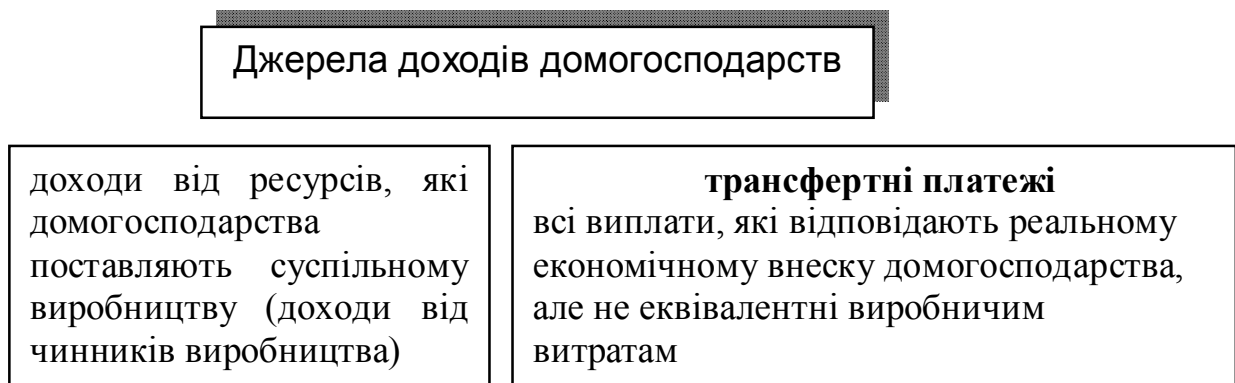 Джерела доходів домогосподарств
доходи від ресурсів, які
домогосподарства
поставляють суспільному
виробництву (доходи від
чинників виробництва)
трансфертні платежі
всі виплати, які відповідають реальному
економічному внеску домогосподарства,
але не еквівалентні виробничим
витратам